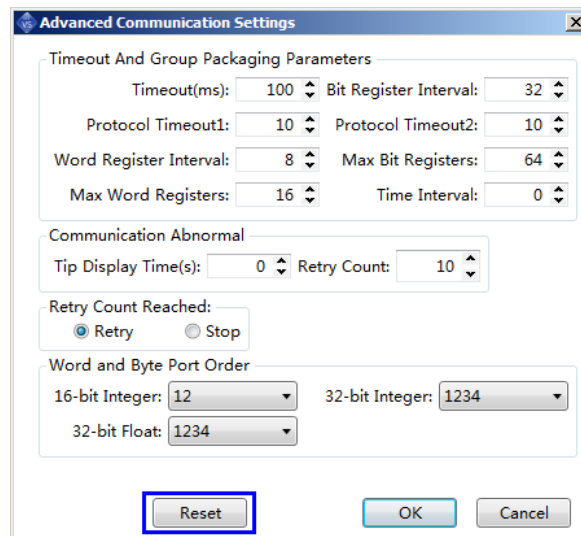 VS Advanced Communication Settings
Timeout And Group Packaging Parameters
Timeout(ms): 100 Bit Register Interval: 32
Protocol Timeout1: 10 Protocol Timeout2: 10
Word Register Interval: 8 Max Bit Registers: 64
Max Word Registers: 16 Time Interval: 0
Communication Abnormal
Tip Display Time(s): 0 Retry Count: 10
Retry Count Reached:
Retry Stop
Word and Byte Port Order
16-bit Integer: 12 32-bit Integer: 1234
32-bit Float: 1234
Reset OK Cancel